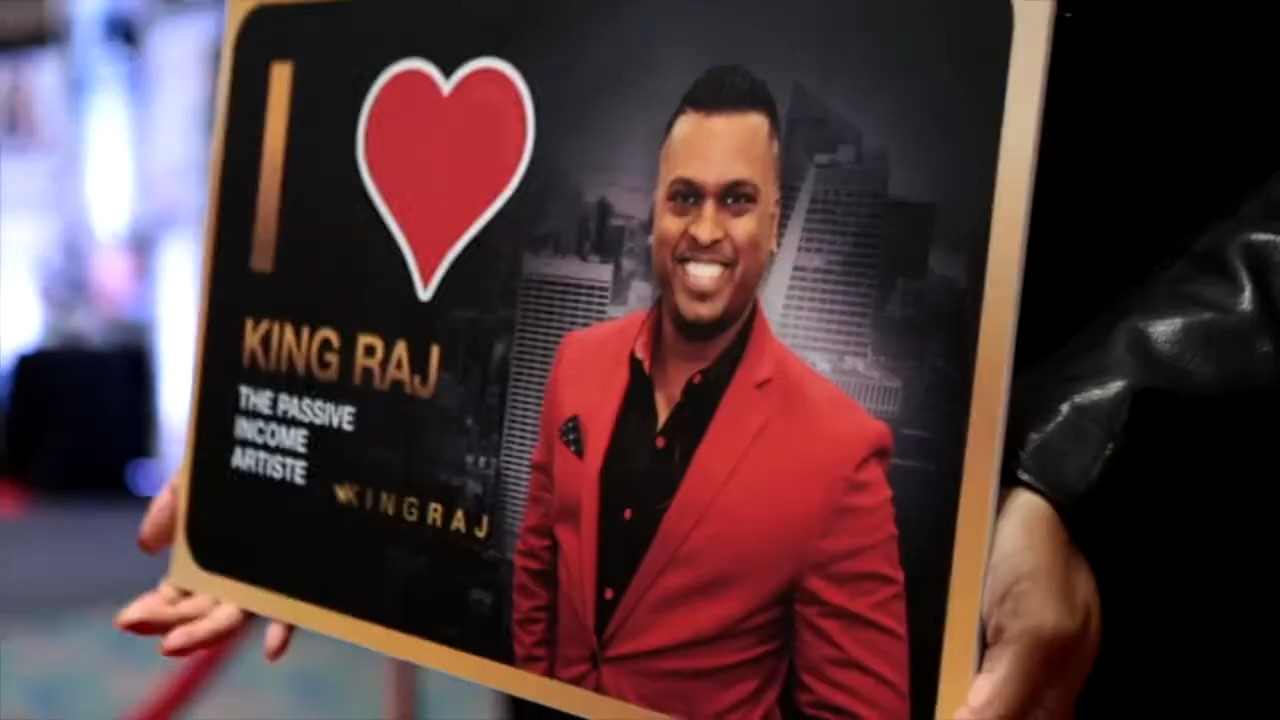 I
KING RAJ
THE PASSIVE
INCOME
ARTISTE
KINGRAJ